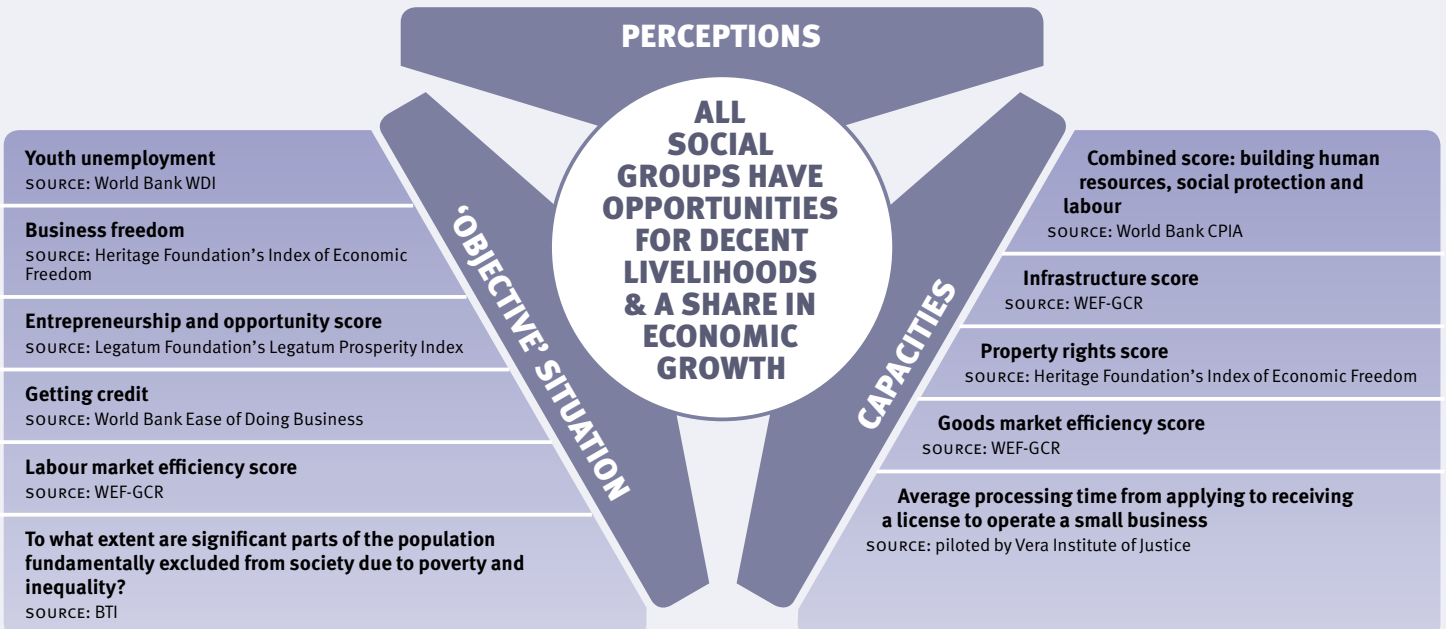 PERCEPTIONS
ALL
SOCIAL
GROUPS HAVE
OPPORTUNITIES
FOR DECENT
LIVELIHOODS
& A SHARE IN
ECONOMIC
GROWTH
‘OBJECTIVE’ SITUATION
Youth unemployment
SOURCE: World Bank WDI
Business freedom
SOURCE: Heritage Foundation’s Index of Economic
Freedom
Entrepreneurship and opportunity score
SOURCE: Legatum Foundation’s Legatum Prosperity Index
Getting credit
SOURCE: World Bank Ease of Doing Business
Labour market efficiency score
SOURCE: WEF-GCR
To what extent are significant parts of the population
fundamentally excluded from society due to poverty and
inequality?
SOURCE: BTI
CAPACITIES
Combined score: building human
resources, social protection and
labour
SOURCE: World Bank CPIA
Infrastructure score
SOURCE: WEF-GCR
Property rights score
SOURCE: Heritage Foundation’s Index of Economic Freedom
Goods market efficiency score
SOURCE: WEF-GCR
Average processing time from applying to receiving
a license to operate a small business
SOURCE: piloted by Vera Institute of Justice